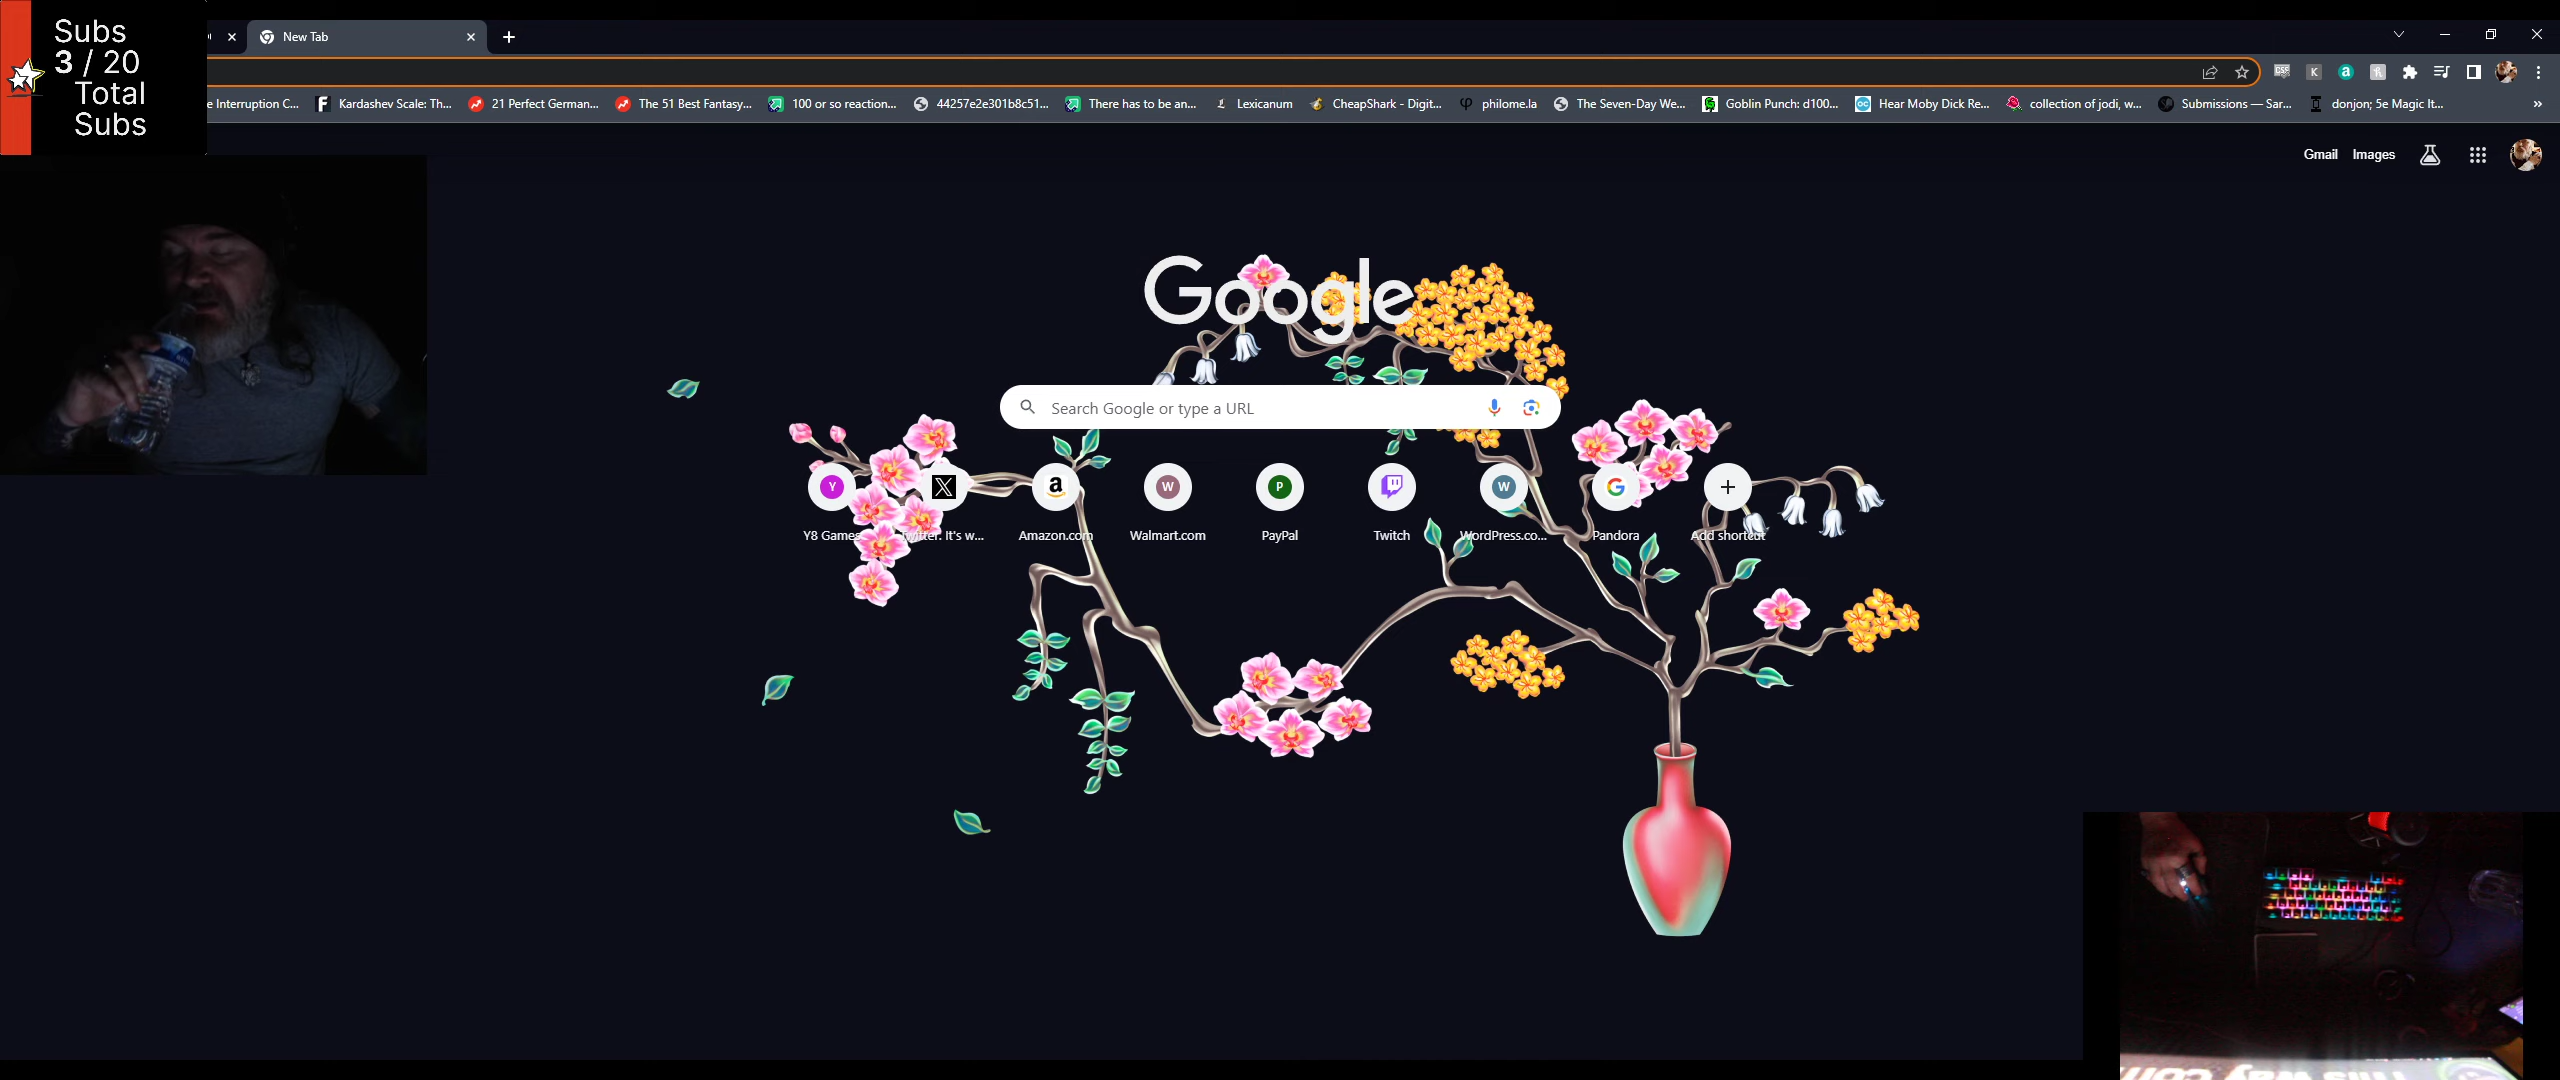 Subs
3 / 20
Total
Subs
New Tab
e Interruption C...
Kardashev Scale: Th...
21 Perfect German...
The 51 Best Fantasy...
100 or so reaction...
44257e2e301b8c51...
There has to be an...
Lexicanum
CheapShark - Digit...
philome.la
The Seven-Day We...
Goblin Punch: d100...
Hear Moby Dick Re...
collection of jodi, w...
Submissions — Sar...
donjon; 5e Magic It...
Gmail
Images
Google
Search Google or type a URL
Y8 Games
Twitter. It's w...
Amazon.com
Walmart.com
PayPal
Twitch
WordPress.co...
Pandora
Add shortcut